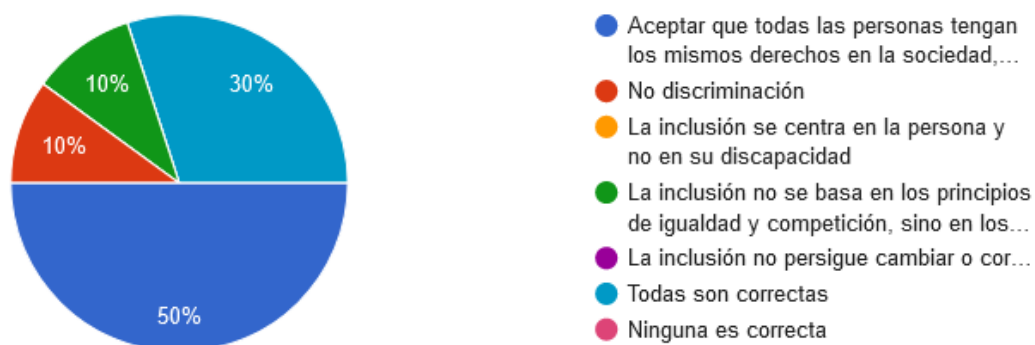 10%
10%
30%
50%
Aceptar que todas las personas tengan
los mismos derechos en la sociedad,...
No discriminación
La inclusión se centra en la persona y
no en su discapacidad
La inclusión no se basa en los principios
de igualdad y competición, sino en los...
La inclusión no persigue cambiar o cor...
Todas son correctas
Ninguna es correcta